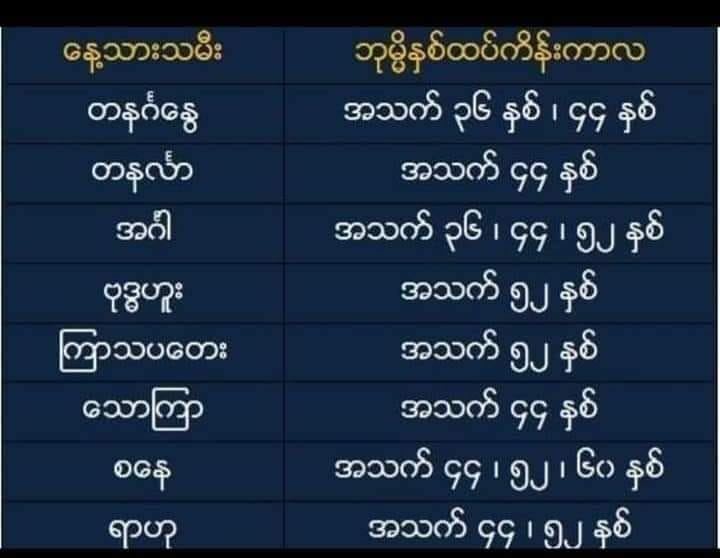 နေ့သားသမီး ဘုမ္မိနှစ်ထပ်ကိန်းကာလ
တနင်္ဂနွေ အသက် ၃၆ နှစ် ၊ ၄၄ နှစ်
တနင်္လာ အသက် ၄၄ နှစ်
အင်္ဂါ အသက် ၃၆ ၊ ၄၄ ၊ ၅၂ နှစ်
ဗုဒ္ဓဟူး အသက် ၅၂ နှစ်
ကြာသပတေး အသက် ၅၂ နှစ်
သောကြာ အသက် ၄၄ နှစ်
စနေ အသက် ၄၄ ၊ ၅၂ ၊ ၆၀ နှစ်
ရာဟု အသက် ၄၄ ၊ ၅၂ နှစ်